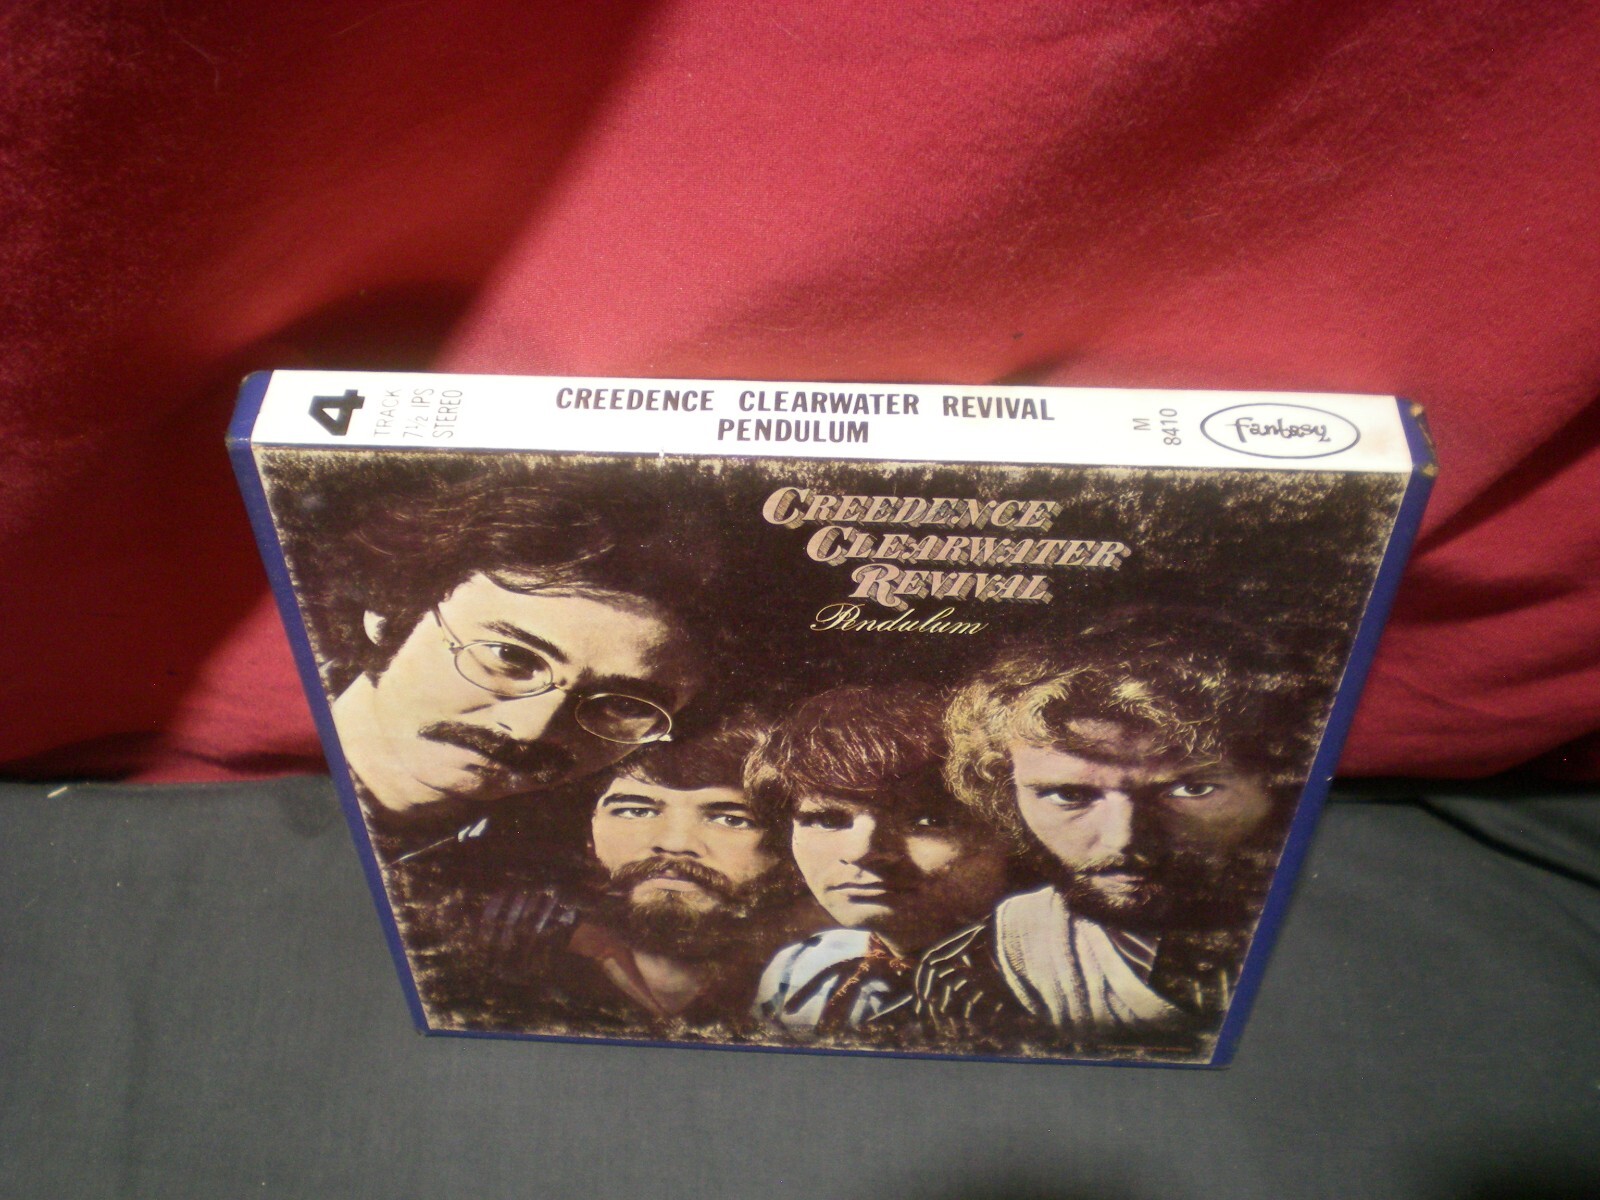 4
TRACK
7½ IPS
STEREO
CREEDENCE CLEARWATER REVIVAL
PENDULUM
M
8410
fantasy
CREEDENCE
CLEARWATER
REVIVAL
Pendulum